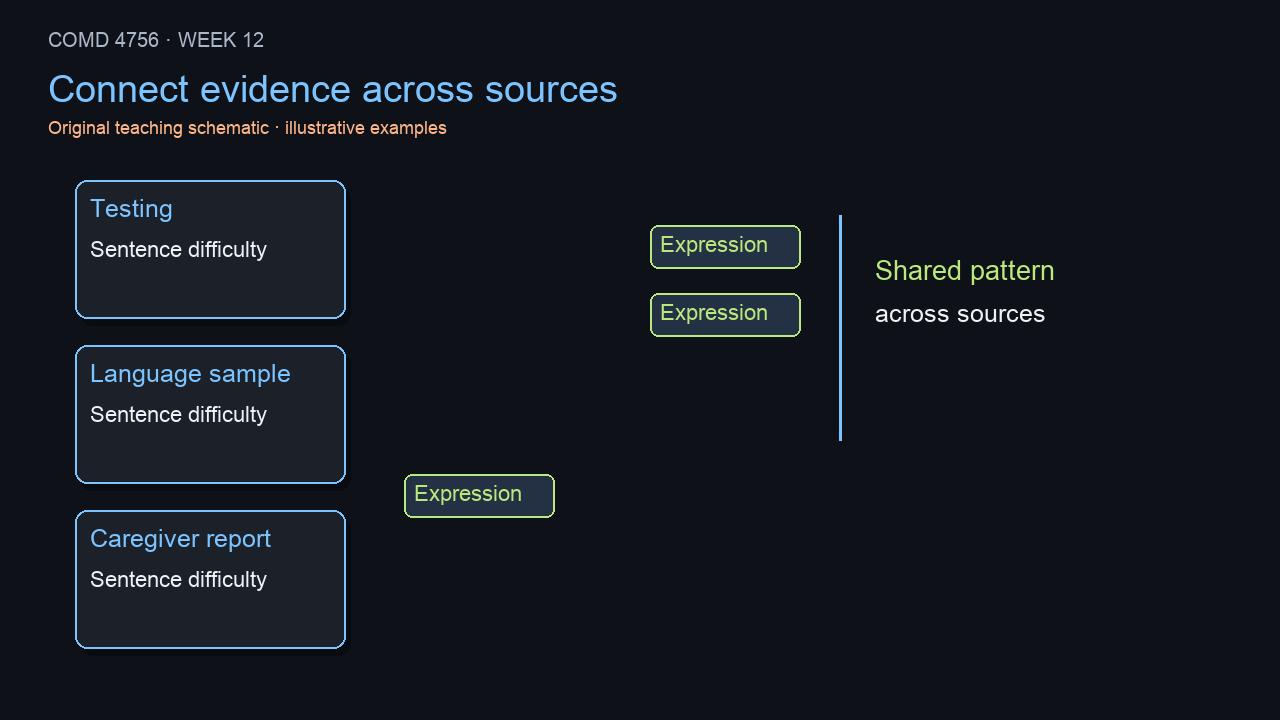 COMD 4756 · WEEK 12
Connect evidence across sources
Original teaching schematic · illustrative examples
Testing
Sentence difficulty
Language sample
Sentence difficulty
Caregiver report
Sentence difficulty
Expression
Expression
Expression
Shared pattern
across sources